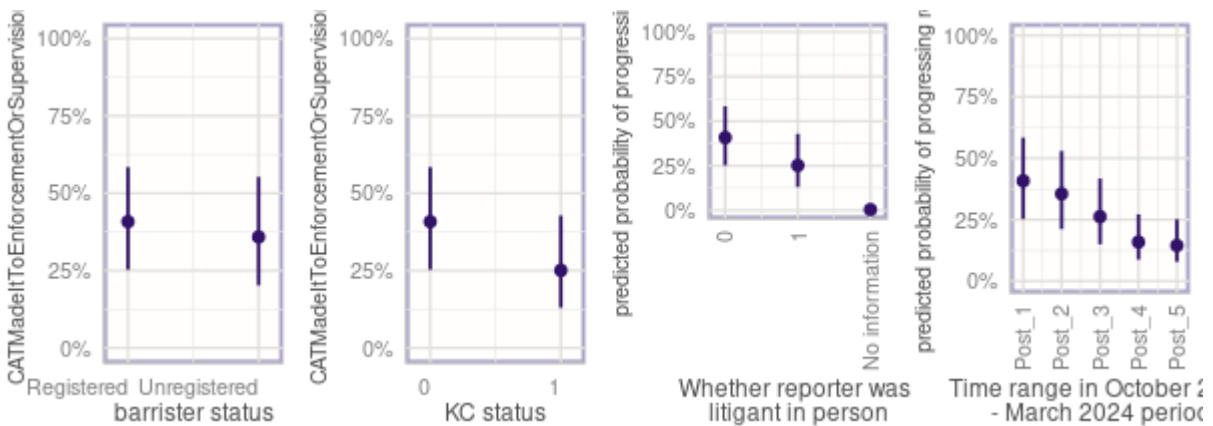 CATMadeItToEnforcementOrSupervisio
100%
75%
50%
25%
0%
Registered Unregistered
barrister status
CATMadeItToEnforcementOrSupervisio
100%
75%
50%
25%
0%
0 1
KC status
predicted probability of progressi
100%
75%
50%
25%
0%
0
1
No information
Whether reporter was
litigant in person
predicted probability of progressing r
100%
75%
50%
25%
0%
Post_1
Post_2
Post_3
Post_4
Post_5
Time range in October 2
- March 2024 perio